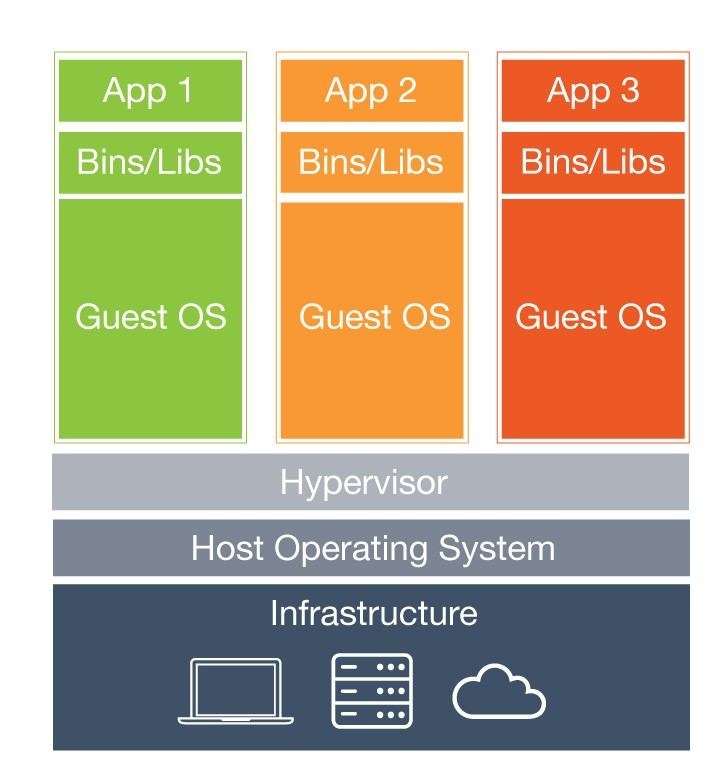 App 1
App 2
App 3
Bins/Libs
Bins/Libs
Bins/Libs
Guest OS
Guest OS
Guest OS
Hypervisor
Host Operating System
Infrastructure